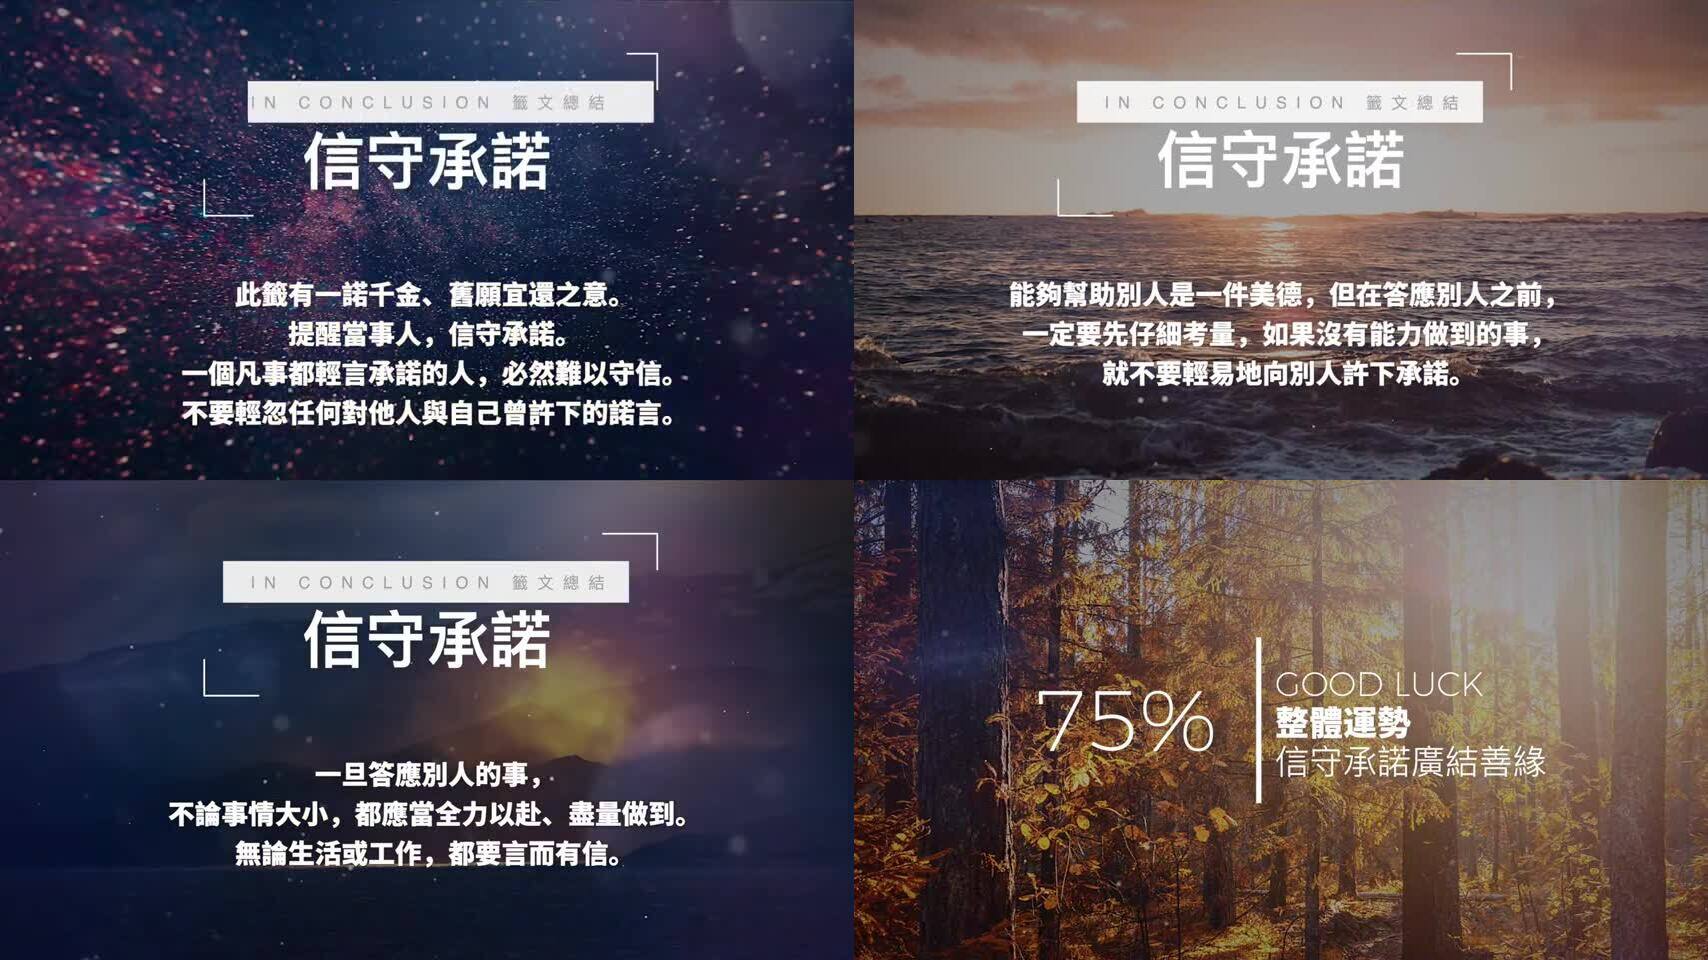 IN CONCLUSION 籤文總結
信守承諾
此籤有一諾千金、舊願宜還之意。
提醒當事人，信守承諾。
一個凡事都輕言承諾的人，必然難以守信。
不要輕忽任何對他人與自己曾許下的諾言。
IN CONCLUSION 籤文總結
信守承諾
能夠幫助別人是一件美德，但在答應別人之前，
一定要先仔細考量，如果沒有能力做到的事，
就不要輕易地向別人許下承諾。
IN CONCLUSION 籤文總結
信守承諾
一旦答應別人的事，
不論事情大小，都應當全力以赴、盡量做到。
無論生活或工作，都要言而有信。
75%
GOOD LUCK
整體運勢
信守承諾廣結善緣